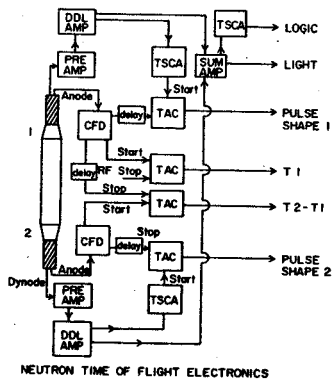 DDL AMP
TSCA
LOGIC
PRE AMP
TSCA
SUM AMP
LIGHT
Anode
Start
1
CFD
delay
TAC
PULSE SHAPE 1
Start
delay
RF
Stop
TAC
T1
Stop
Start
TAC
T2-T1
2
CFD
Stop
delay
TAC
PULSE SHAPE 2
Dynode
Anode
Start
PRE AMP
TSCA
DDL AMP
NEUTRON TIME OF FLIGHT ELECTRONICS